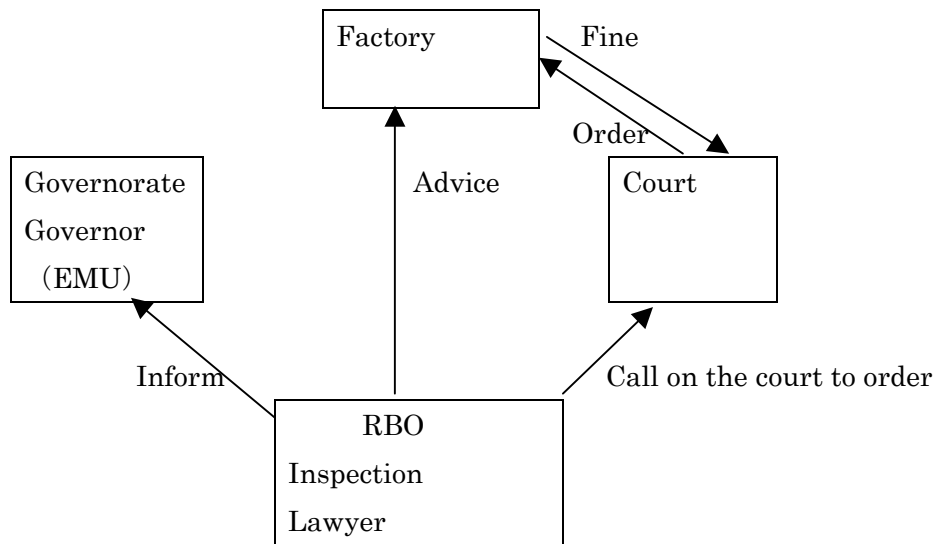 Factory
Fine
Order
Governorate
Governor
（EMU）
Advice
Court
Inform
Call on the court to order
RBO
Inspection
Lawyer